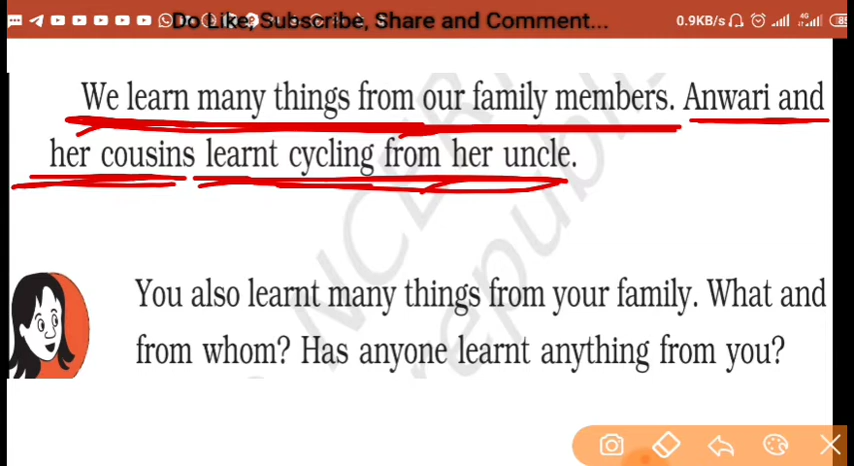 Do Like, Subscribe, Share and Comment...
0.9KB/s
4G
We learn many things from our family members. Anwari and
her cousins learnt cycling from her uncle.
You also learnt many things from your family. What and
from whom? Has anyone learnt anything from you?